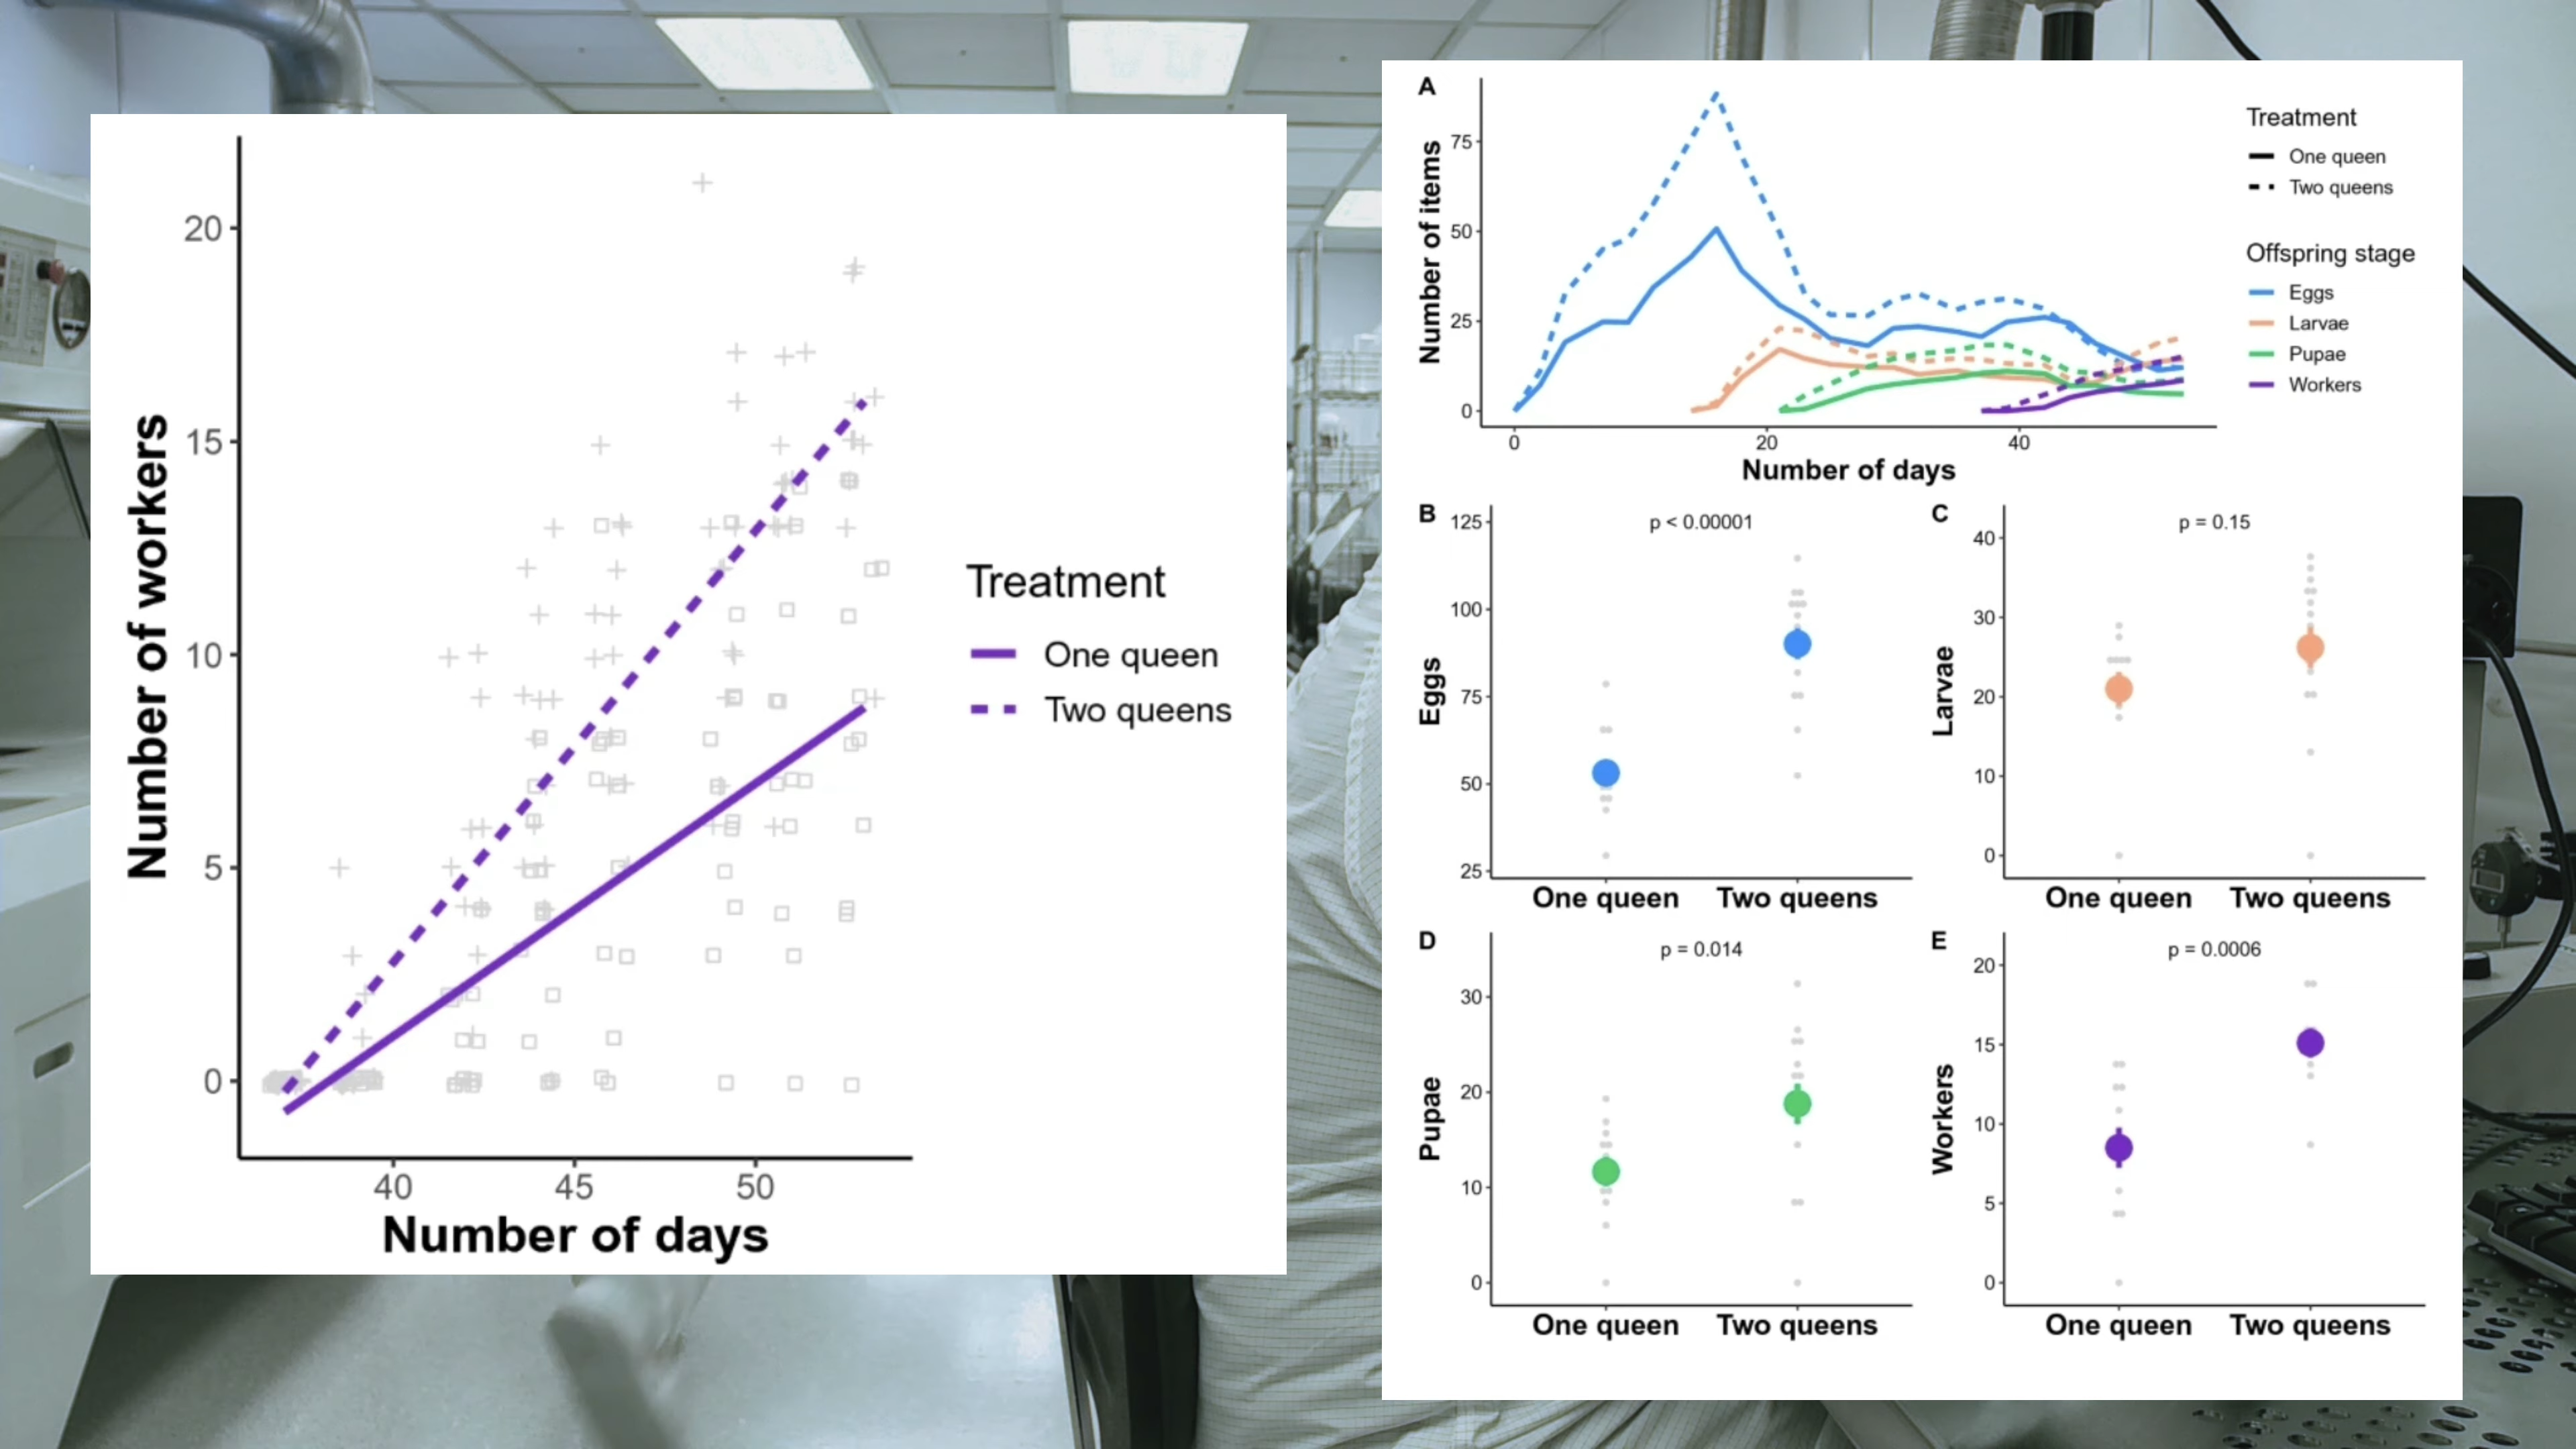 20
15
10
5
0
Number of workers
40 45 50
Number of days
Treatment
One queen
Two queens
A
75
50
25
0
Number of items
0 20 40
Number of days
Treatment
One queen
Two queens
Offspring stage
Eggs
Larvae
Pupae
Workers
B
p < 0.00001
125
100
75
50
25
Eggs
One queen Two queens
C
p = 0.15
40
30
20
10
0
Larvae
One queen Two queens
D
p = 0.014
30
20
10
0
Pupae
One queen Two queens
E
p = 0.0006
20
15
10
5
0
Workers
One queen Two queens